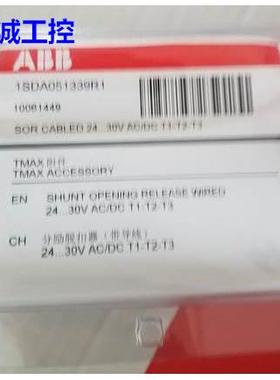 诚工控
ABB
1SDA051339R1
10061449
SOR CABLED 24...30V AC/DC T1-T2-T3
TMAX 附件
TMAX ACCESSORY
EN SHUNT OPENING RELEASE WIRED
24...30V AC/DC T1-T2-T3
CH 分励脱扣器（带导线）
24...30V AC/DC T1-T2-T3